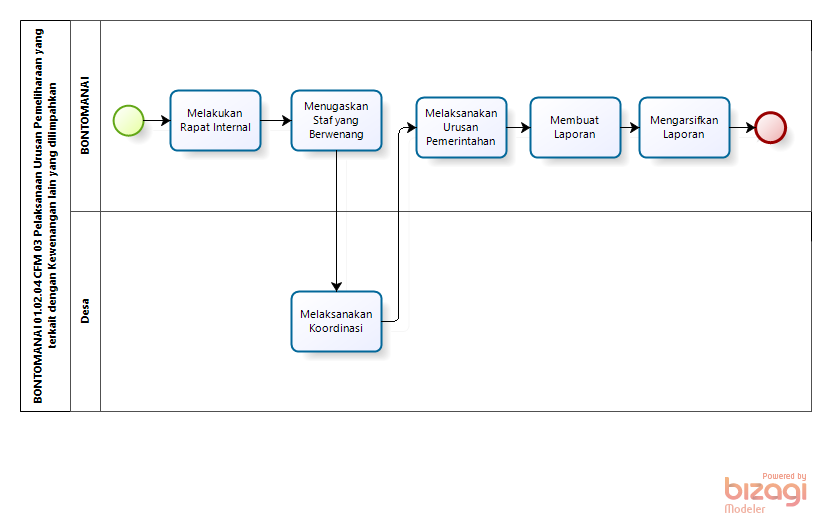 BONTOMANAI 01.02.04 CFM 03 Pelaksanaan Urusan Pemeliharaan yang
terkait dengan Kewenangan lain yang dilimpahkan
BONTOMANAI
Melakukan
Rapat Internal
Menugaskan
Staf yang
Berwenang
Melaksanakan
Urusan
Pemerintahan
Membuat
Laporan
Mengarsifkan
Laporan
Desa
Melaksanakan
Koordinasi
Powered by
bizagi
Modeler